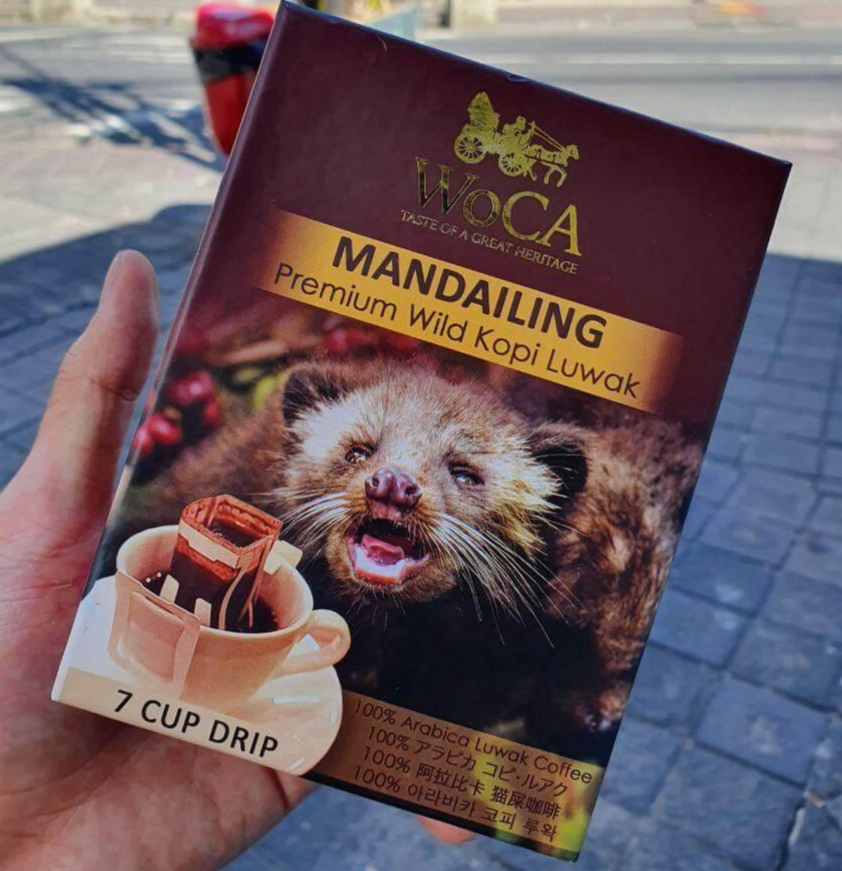 WOCA
TASTE OF A GREAT HERITAGE
MANDAILING
Premium Wild Kopi Luwak
7 CUP DRIP
100% Arabica Luwak Coffee
100% アラビカ コピ・ルアク
100% 阿拉比卡 猫屎咖啡
100% 아라비카 코피 루왁